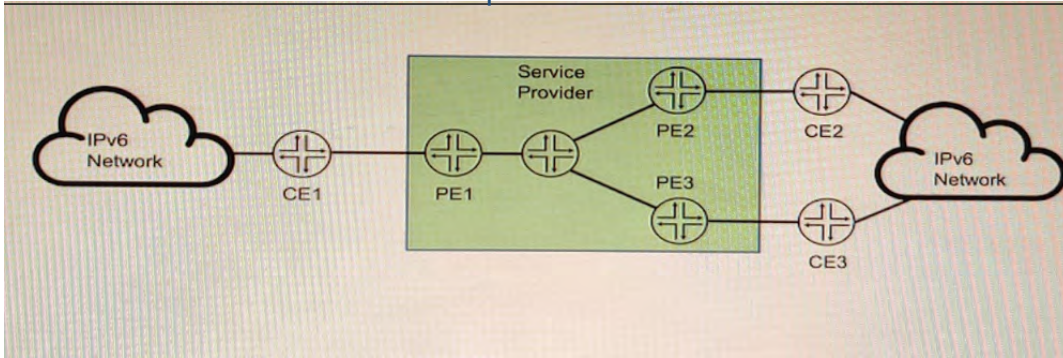 IPv6
Network
CE1
Service
Provider
PE1
PE2
PE3
CE2
CE3
IPv6
Network